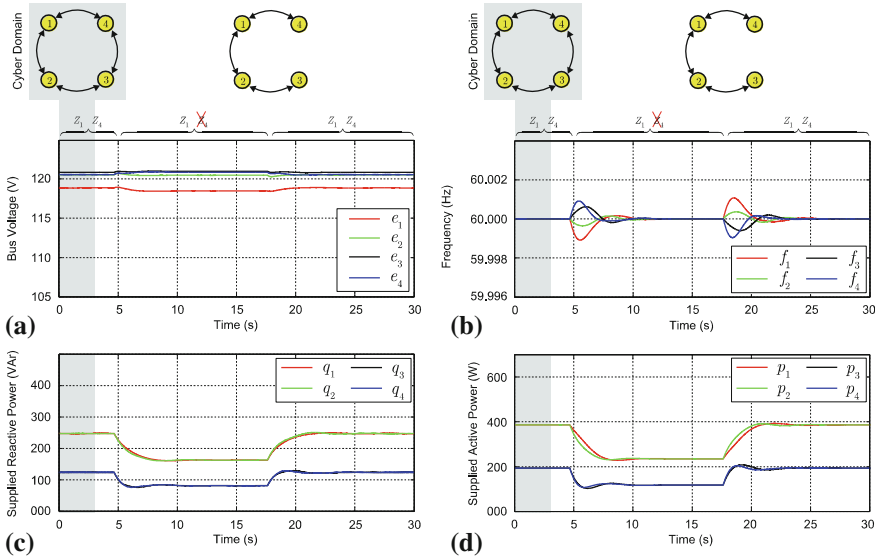 (a)
Cyber Domain
1 4
2 3
1 4
2 3
Z1 Z4
Z1 Z4
Z1 Z4
Bus Voltage (V)
120
115
110
105
e1
e2
e3
e4
0 5 10 15 20 25 30
Time (s)
(b)
Cyber Domain
1 4
2 3
1 4
2 3
Z1 Z4
Z1 Z4
Z1 Z4
Frequency (Hz)
60.002
60.000
59.998
59.996
f1 f3
f2 f4
0 5 10 15 20 25 30
Time (s)
(c)
Supplied Reactive Power (VAr)
400
300
200
100
000
q1 q3
q2 q4
0 5 10 15 20 25 30
Time (s)
(d)
Supplied Active Power (W)
600
400
200
000
p1 p3
p2 p4
0 5 10 15 20 25 30
Time (s)